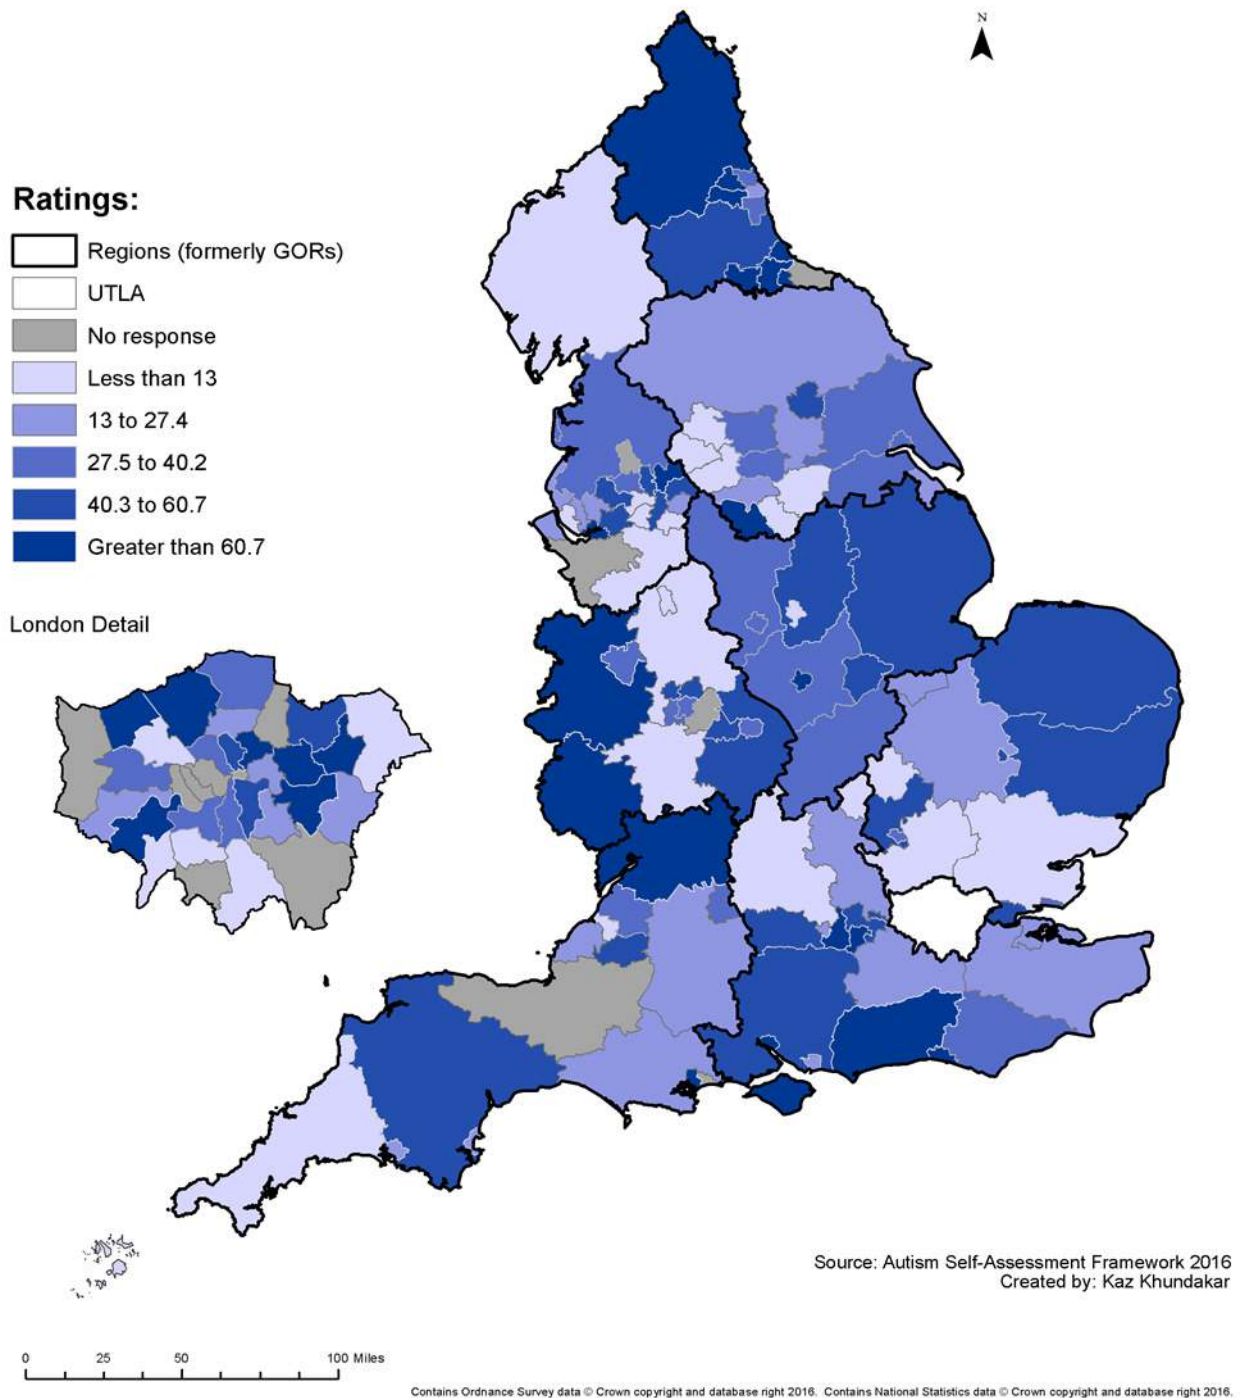 N
Ratings:
Regions (formerly GORs)
UTLA
No response
Less than 13
13 to 27.4
27.5 to 40.2
40.3 to 60.7
Greater than 60.7
London Detail
Source: Autism Self-Assessment Framework 2016
Created by: Kaz Khundakar
0 25 50 100 Miles
Contains Ordnance Survey data © Crown copyright and database right 2016. Contains National Statistics data © Crown copyright and database right 2016.